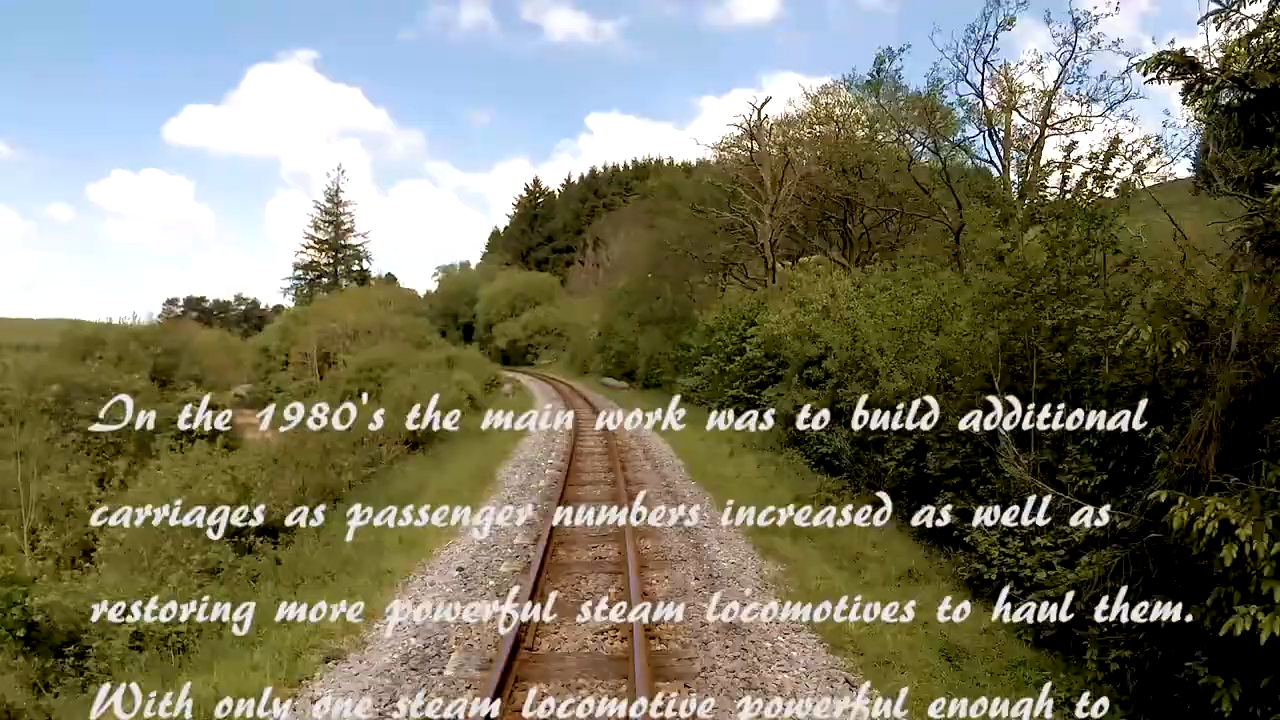 In the 1980's the main work was to build additional
carriages as passenger numbers increased as well as
restoring more powerful steam locomotives to haul them.
With only one steam locomotive powerful enough to